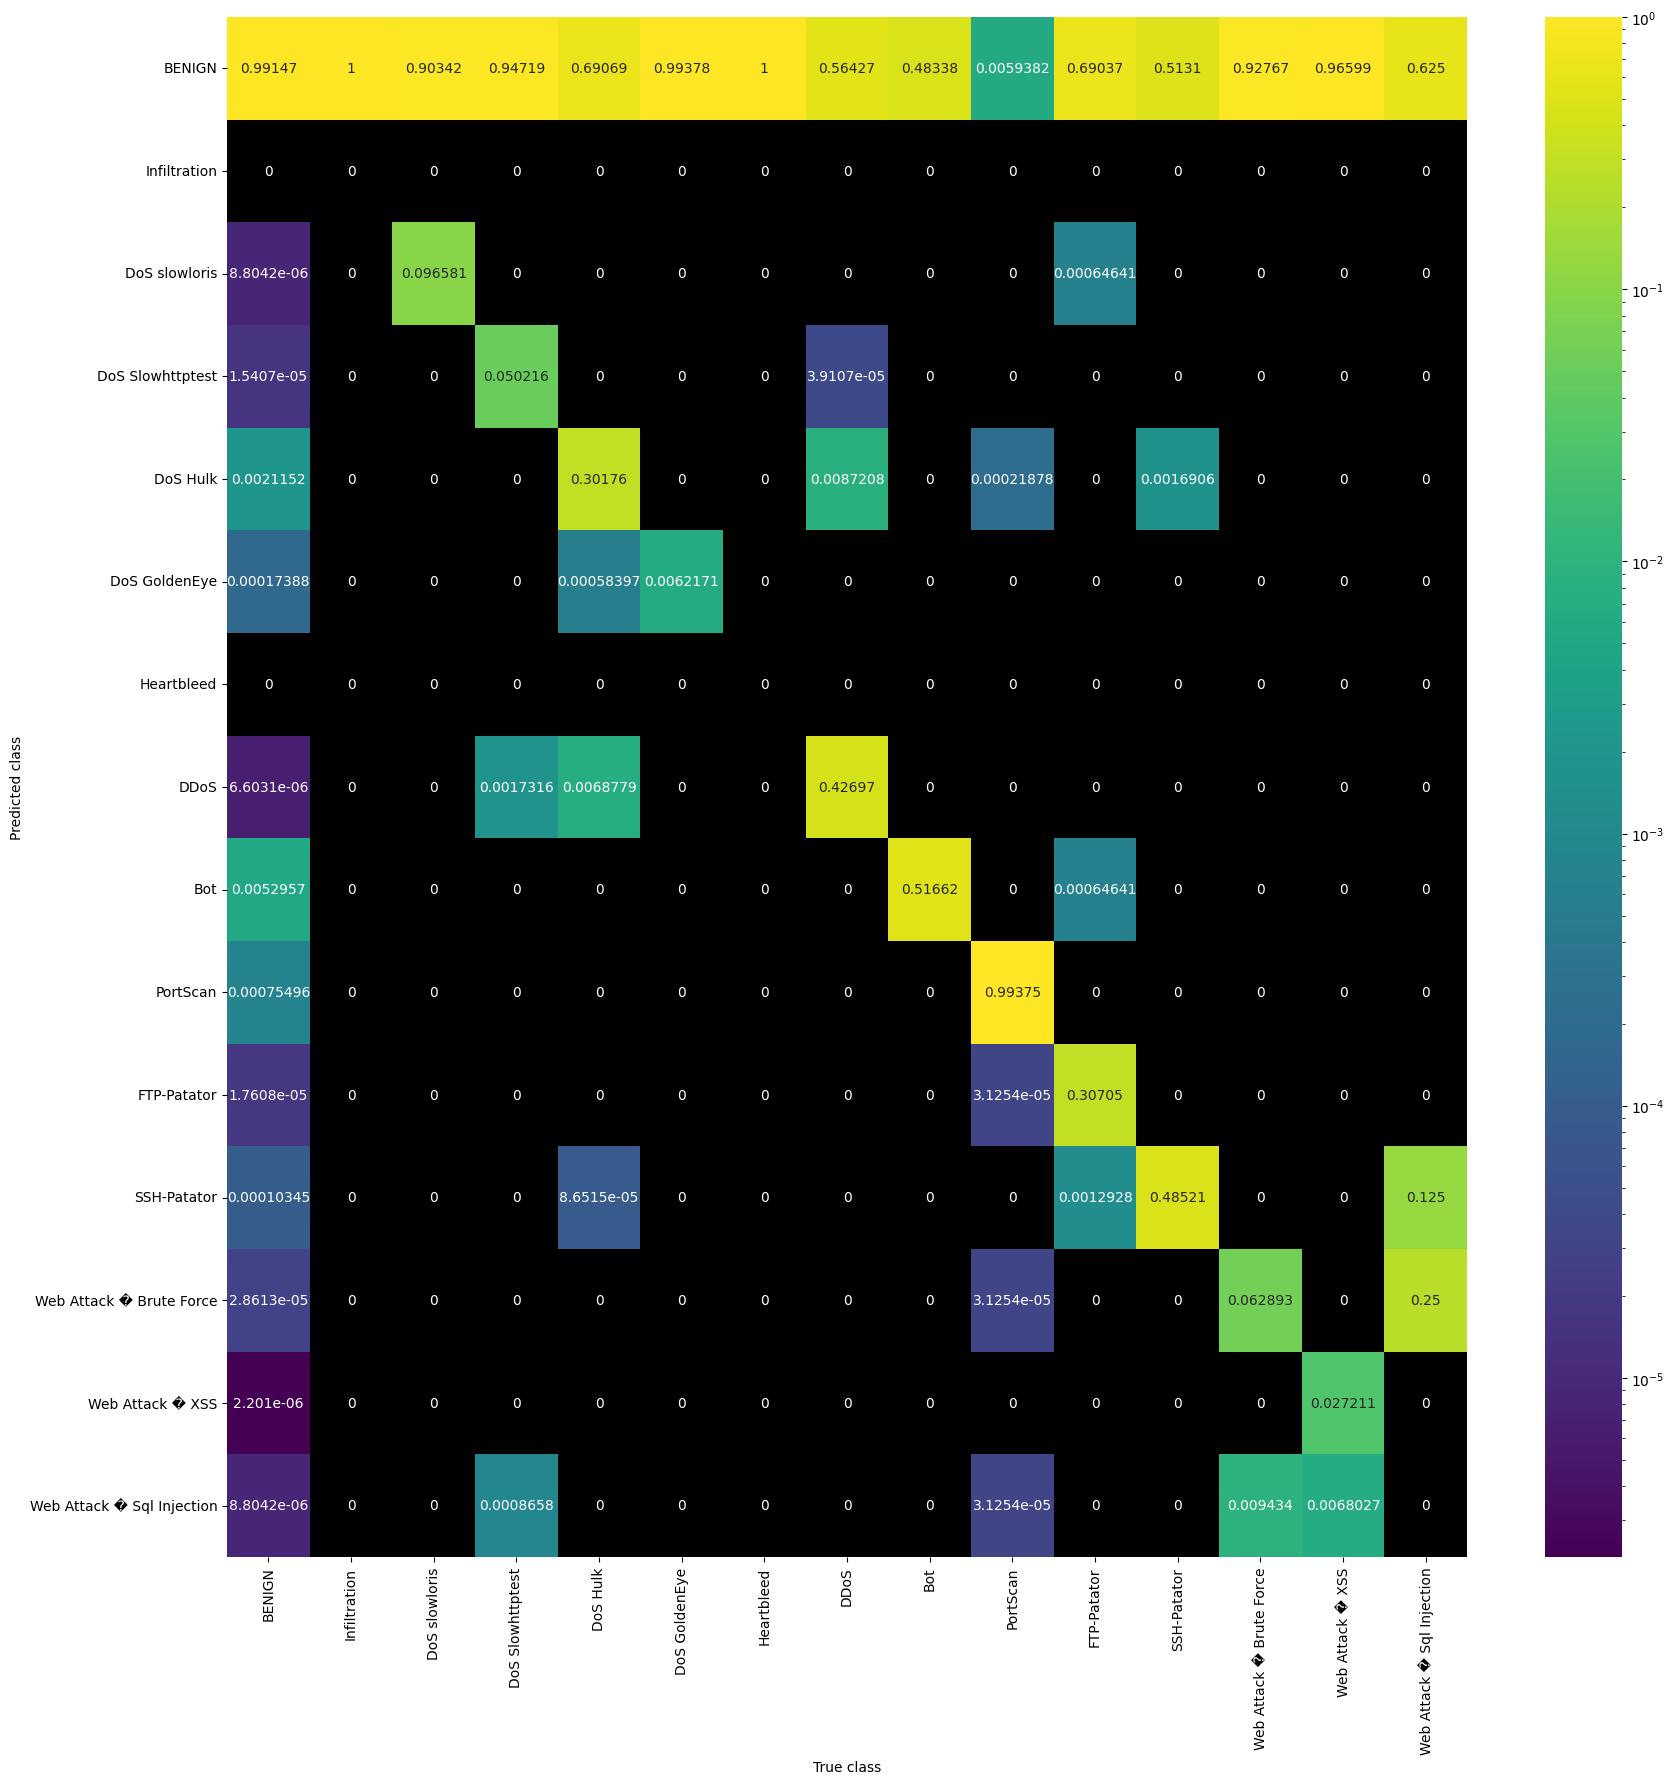 BENIGN 0.99147 1 0.90342 0.94719 0.69069 0.99378 1 0.56427 0.48338 0.0059382 0.69037 0.5131 0.92767 0.96599 0.625
Infiltration 0 0 0 0 0 0 0 0 0 0 0 0 0 0 0
DoS slowloris 8.8042e-06 0 0.096581 0 0 0 0 0 0 0 0.00064641 0 0 0 0
DoS Slowhttptest 1.5407e-05 0 0 0.050216 0 0 0 3.9107e-05 0 0 0 0 0 0 0
DoS Hulk 0.0021152 0 0 0 0.30176 0 0 0.0087208 0 0.00021878 0 0.0016906 0 0 0
DoS GoldenEye 0.00017388 0 0 0 0.00058397 0.0062171 0 0 0 0 0 0 0 0 0
Heartbleed 0 0 0 0 0 0 0 0 0 0 0 0 0 0 0
DDoS 6.6031e-06 0 0 0.0017316 0.0068779 0 0 0.42697 0 0 0 0 0 0 0
Bot 0.0052957 0 0 0 0 0 0 0 0.51662 0 0.00064641 0 0 0 0
PortScan 0.00075496 0 0 0 0 0 0 0 0 0.99375 0 0 0 0 0
FTP-Patator 1.7608e-05 0 0 0 0 0 0 0 0 3.1254e-05 0.30705 0 0 0 0
SSH-Patator 0.00010345 0 0 0 8.6515e-05 0 0 0 0 0 0.0012928 0.48521 0 0 0.125
Web Attack � Brute Force 2.8613e-05 0 0 0 0 0 0 0 0 3.1254e-05 0 0 0.062893 0 0.25
Web Attack � XSS 2.201e-06 0 0 0 0 0 0 0 0 0 0 0 0 0.027211 0
Web Attack � Sql Injection 8.8042e-06 0 0 0.0008658 0 0 0 0 0 3.1254e-05 0 0 0.009434 0.0068027 0
Predicted class
BENIGN
Infiltration
DoS slowloris
DoS Slowhttptest
DoS Hulk
DoS GoldenEye
Heartbleed
DDoS
Bot
PortScan
FTP-Patator
SSH-Patator
Web Attack � Brute Force
Web Attack � XSS
Web Attack � Sql Injection
True class
10⁰
10⁻¹
10⁻²
10⁻³
10⁻⁴
10⁻⁵